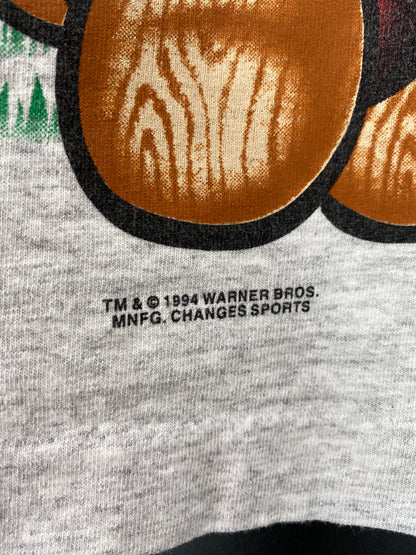 TM & © 1994 WARNER BROS.
MNFG. CHANGES SPORTS